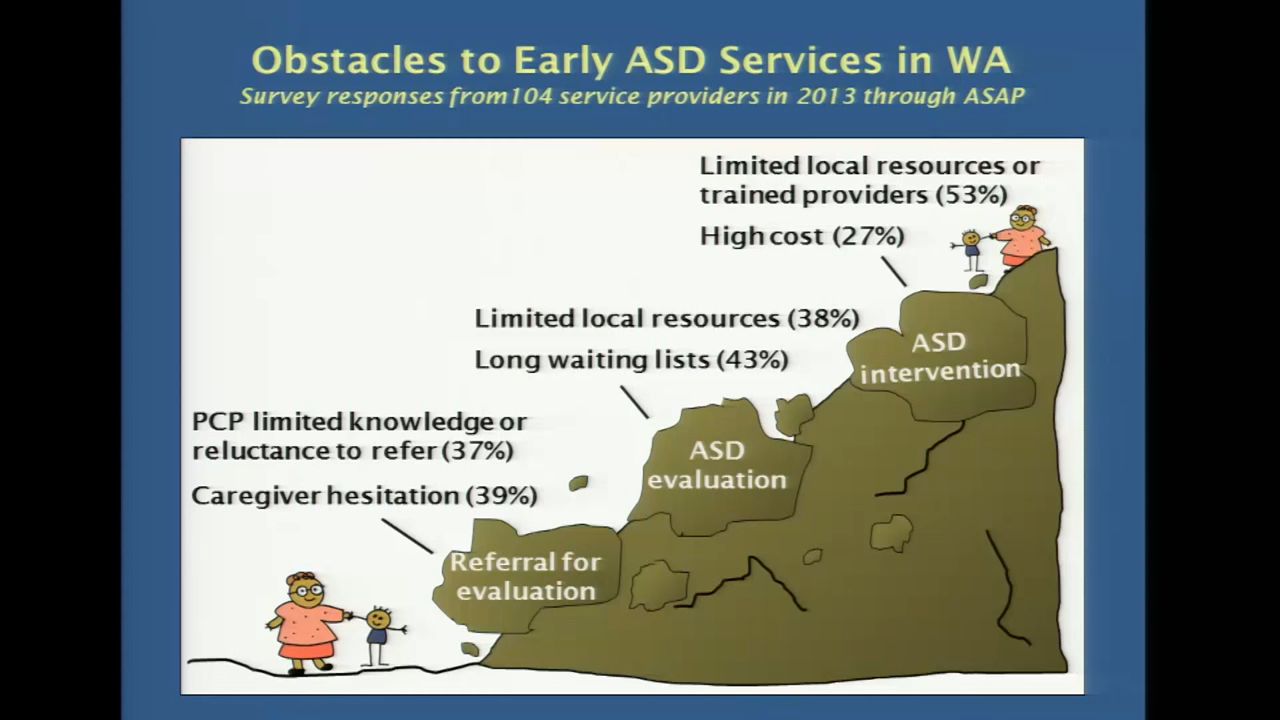 Obstacles to Early ASD Services in WA
Survey responses from104 service providers in 2013 through ASAP
Limited local resources or
trained providers (53%)
High cost (27%)
ASD
intervention
Limited local resources (38%)
Long waiting lists (43%)
ASD
evaluation
PCP limited knowledge or
reluctance to refer (37%)
Caregiver hesitation (39%)
Referral for
evaluation